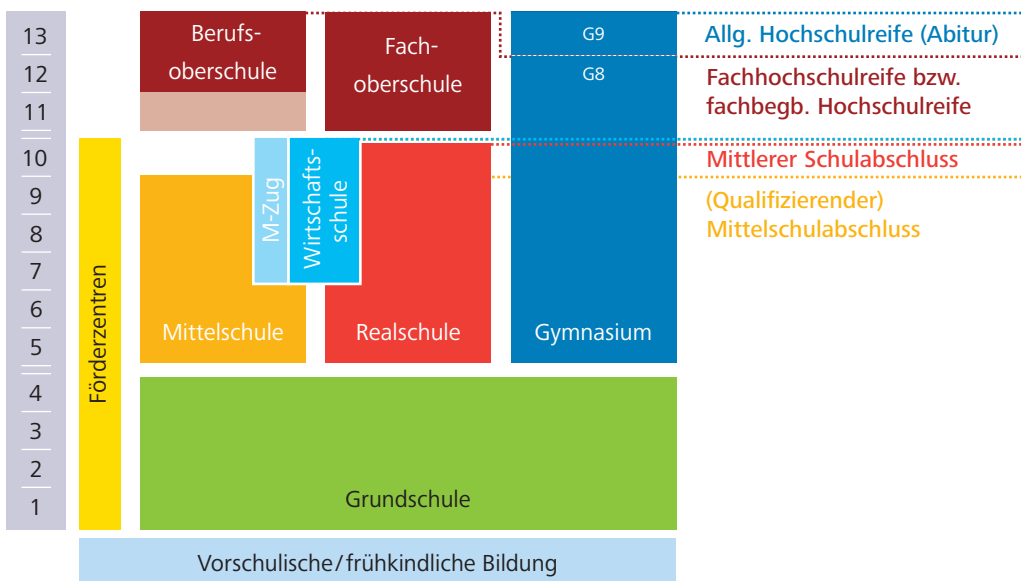 13
12
11
10
9
8
7
6
5
4
3
2
1
Förderzentren
Berufs-
oberschule
Fach-
oberschule
G9
G8
Allg. Hochschulreife (Abitur)
Fachhochschulreife bzw.
fachbegb. Hochschulreife
M-Zug
Wirtschafts-
schule
Mittlerer Schulabschluss
(Qualifizierender)
Mittelschulabschluss
Mittelschule
Realschule
Gymnasium
Grundschule
Vorschulische/frühkindliche Bildung